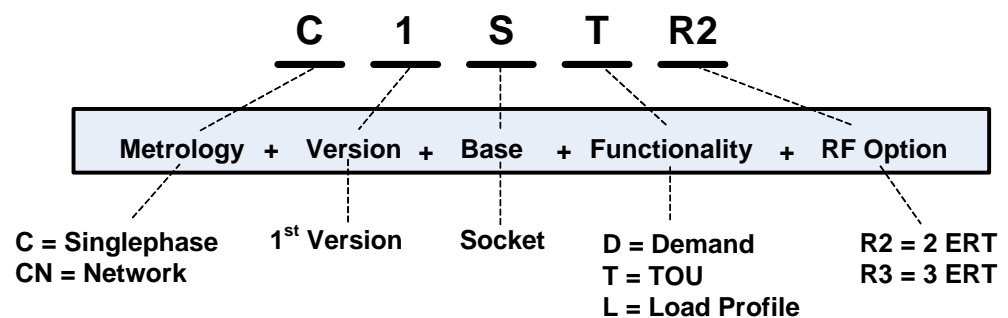 C 1 S T R2
Metrology + Version + Base + Functionality + RF Option
C = Singlephase
CN = Network
1st Version
Socket
D = Demand
T = TOU
L = Load Profile
R2 = 2 ERT
R3 = 3 ERT